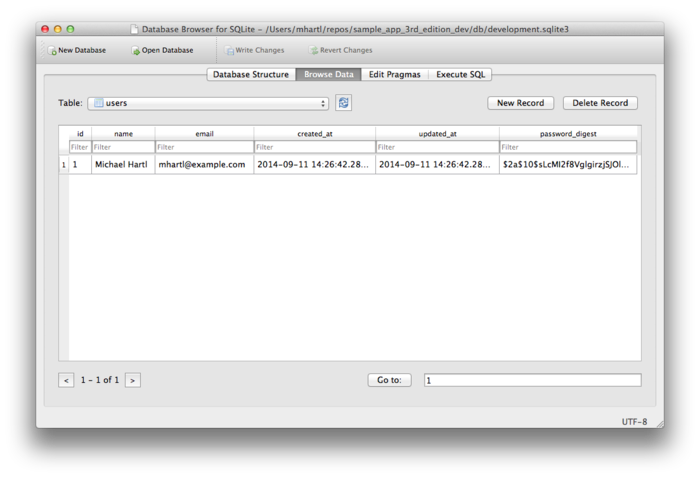 Database Browser for SQLite – /Users/mhartl/repos/sample_app_3rd_edition_dev/db/development.sqlite3
New Database Open Database Write Changes Revert Changes
Database Structure Browse Data Edit Pragmas Execute SQL
Table: users New Record Delete Record
id name email created_at updated_at password_digest
Filter Filter Filter Filter Filter Filter
1 1 Michael Hartl mhartl@example.com 2014-09-11 14:26:42.28... 2014-09-11 14:26:42.28...
< 1 - 1 of 1 > Go to: 1
UTF-8